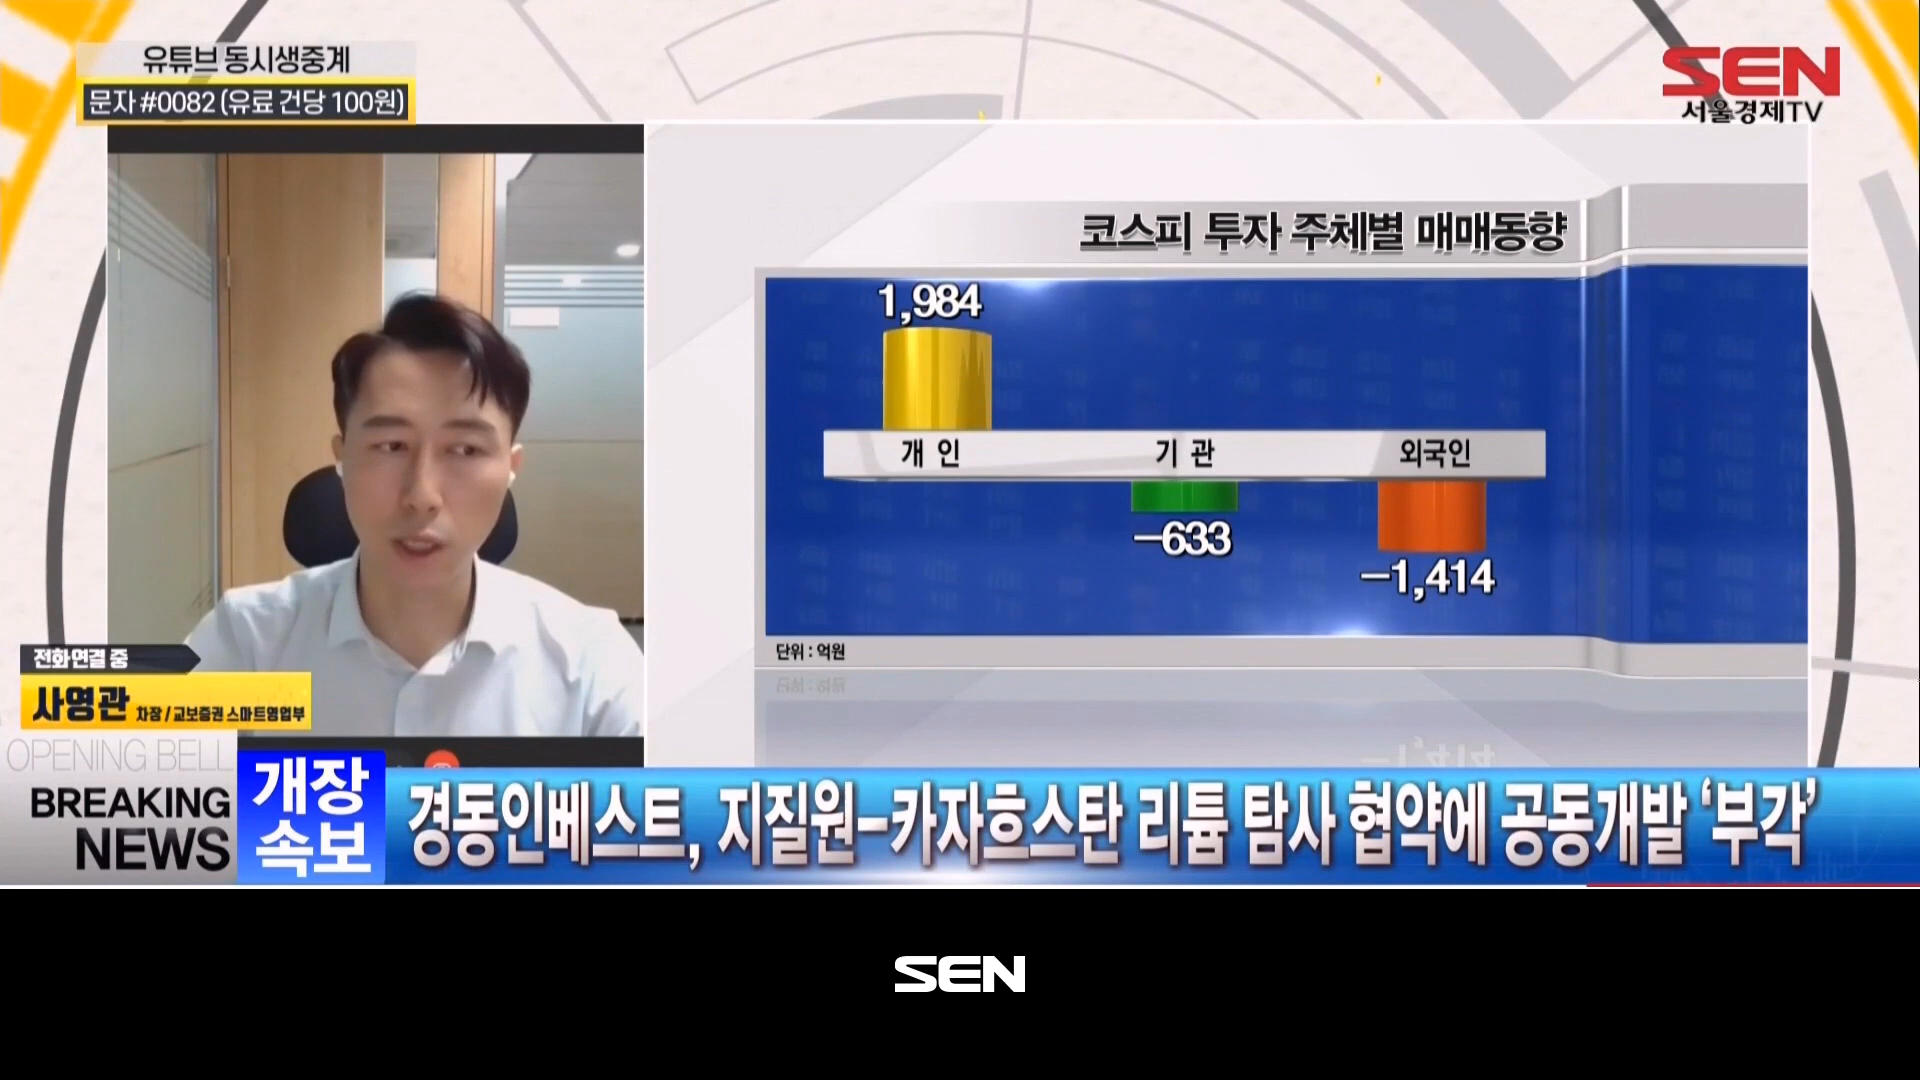 유튜브 동시생중계
문자 #0082 (유료 건당 100원)
SEN
서울경제TV
코스피 투자 주체별 매매동향
1,984
개 인
기 관
외국인
-633
-1,414
단위 : 억원
전화연결 중
사영관 차장 / 교보증권 스마트영업부
OPENING BELL
BREAKING
NEWS
개장
속보
경동인베스트, 지질원-카자흐스탄 리튬 탐사 협약에 공동개발 ‘부각’
SEN